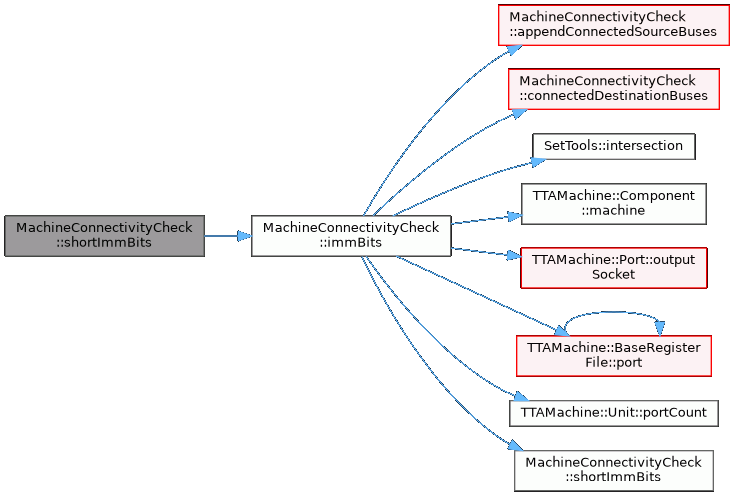 MachineConnectivityCheck
::shortImmBits
MachineConnectivityCheck
::immBits
MachineConnectivityCheck
::appendConnectedSourceBuses
MachineConnectivityCheck
::connectedDestinationBuses
SetTools::intersection
TTAMachine::Component
::machine
TTAMachine::Port::output
Socket
TTAMachine::BaseRegister
File::port
TTAMachine::Unit::portCount
MachineConnectivityCheck
::shortImmBits